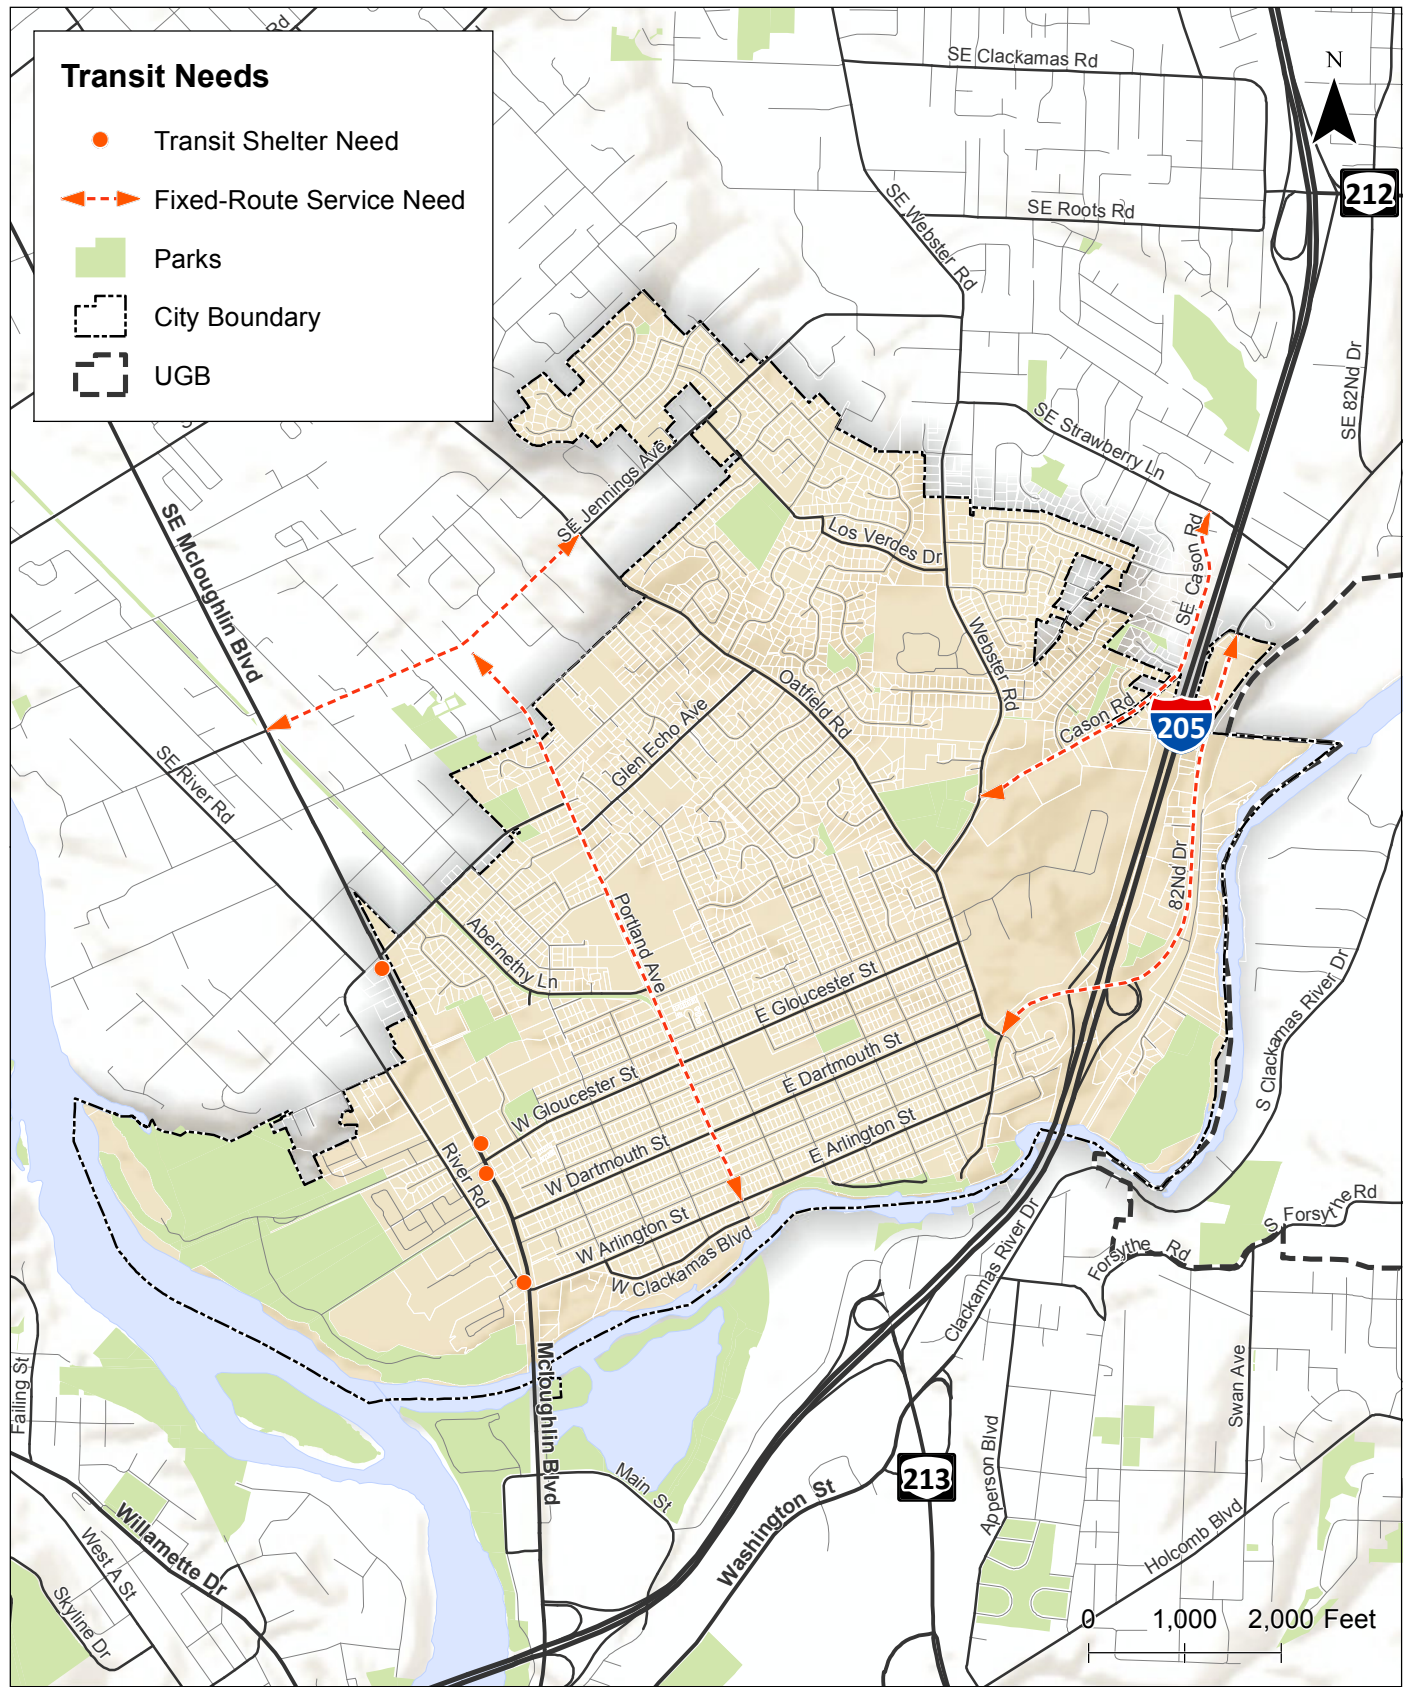 Rd
SE Clackamas Rd
N
Transit Needs
Transit Shelter Need
Fixed-Route Service Need
Parks
City Boundary
UGB
212
SE Webster Rd
SE Roots Rd
SE 82Nd Dr
SE Strawberry Ln
SE Jennings Ave
SE Mcloughlin Blvd
Los Verdes Dr
SE Cason Rd
Webster Rd
Oatfield Rd
Cason Rd
205
Glen Echo Ave
SE River Rd
82Nd Dr
Portland Ave
Abernethy Ln
E Gloucester St
S Clackamas River Dr
E Dartmouth St
W Gloucester St
E Arlington St
River Rd
W Dartmouth St
W Arlington St
W Clackamas Blvd
S Forsythe Rd
Forsythe Rd
Clackamas River Dr
Mcloughlin Blvd
Failing St
Swan Ave
Main St
213
Apperson Blvd
Washington St
Holcomb Blvd
Willamette Dr
West A St
Skyline Dr
0 1,000 2,000 Feet